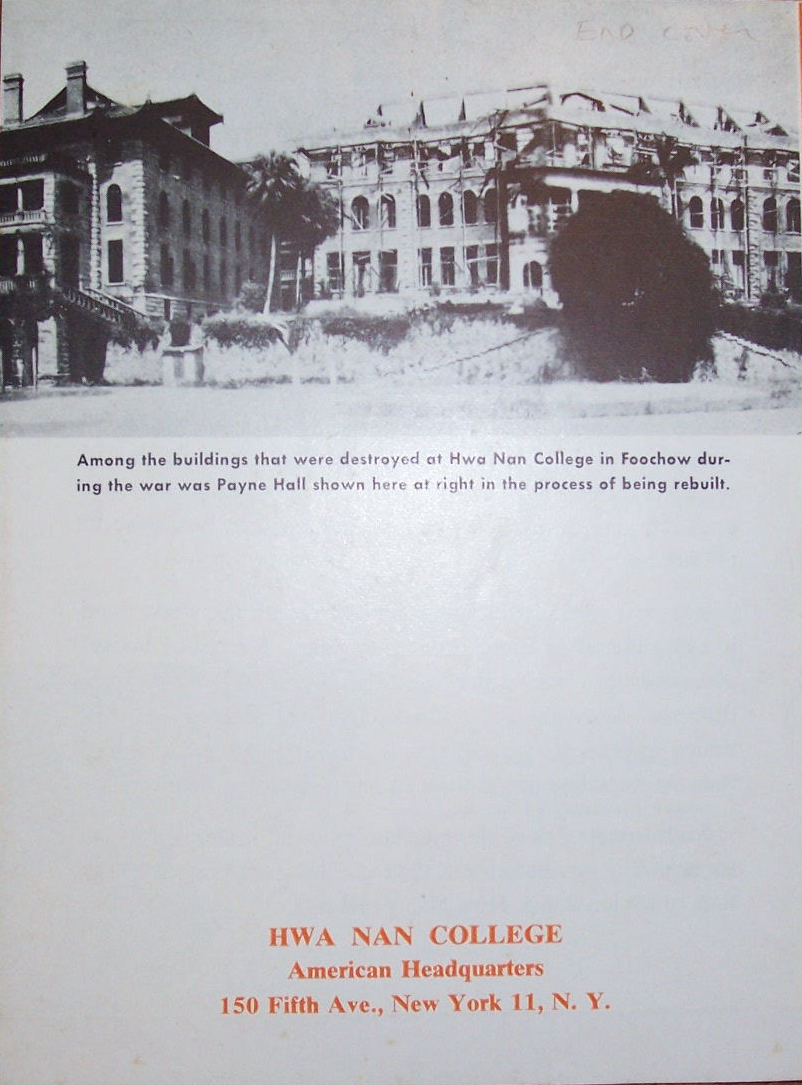 END COVER
Among the buildings that were destroyed at Hwa Nan College in Foochow dur-
ing the war was Payne Hall shown here at right in the process of being rebuilt.
HWA NAN COLLEGE
American Headquarters
150 Fifth Ave., New York 11, N. Y.